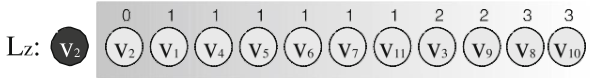 0 1 1 1 1 1 1 2 2 3 3
Lz: v2 v2 v1 v4 v5 v6 v7 v11 v3 v9 v8 v10